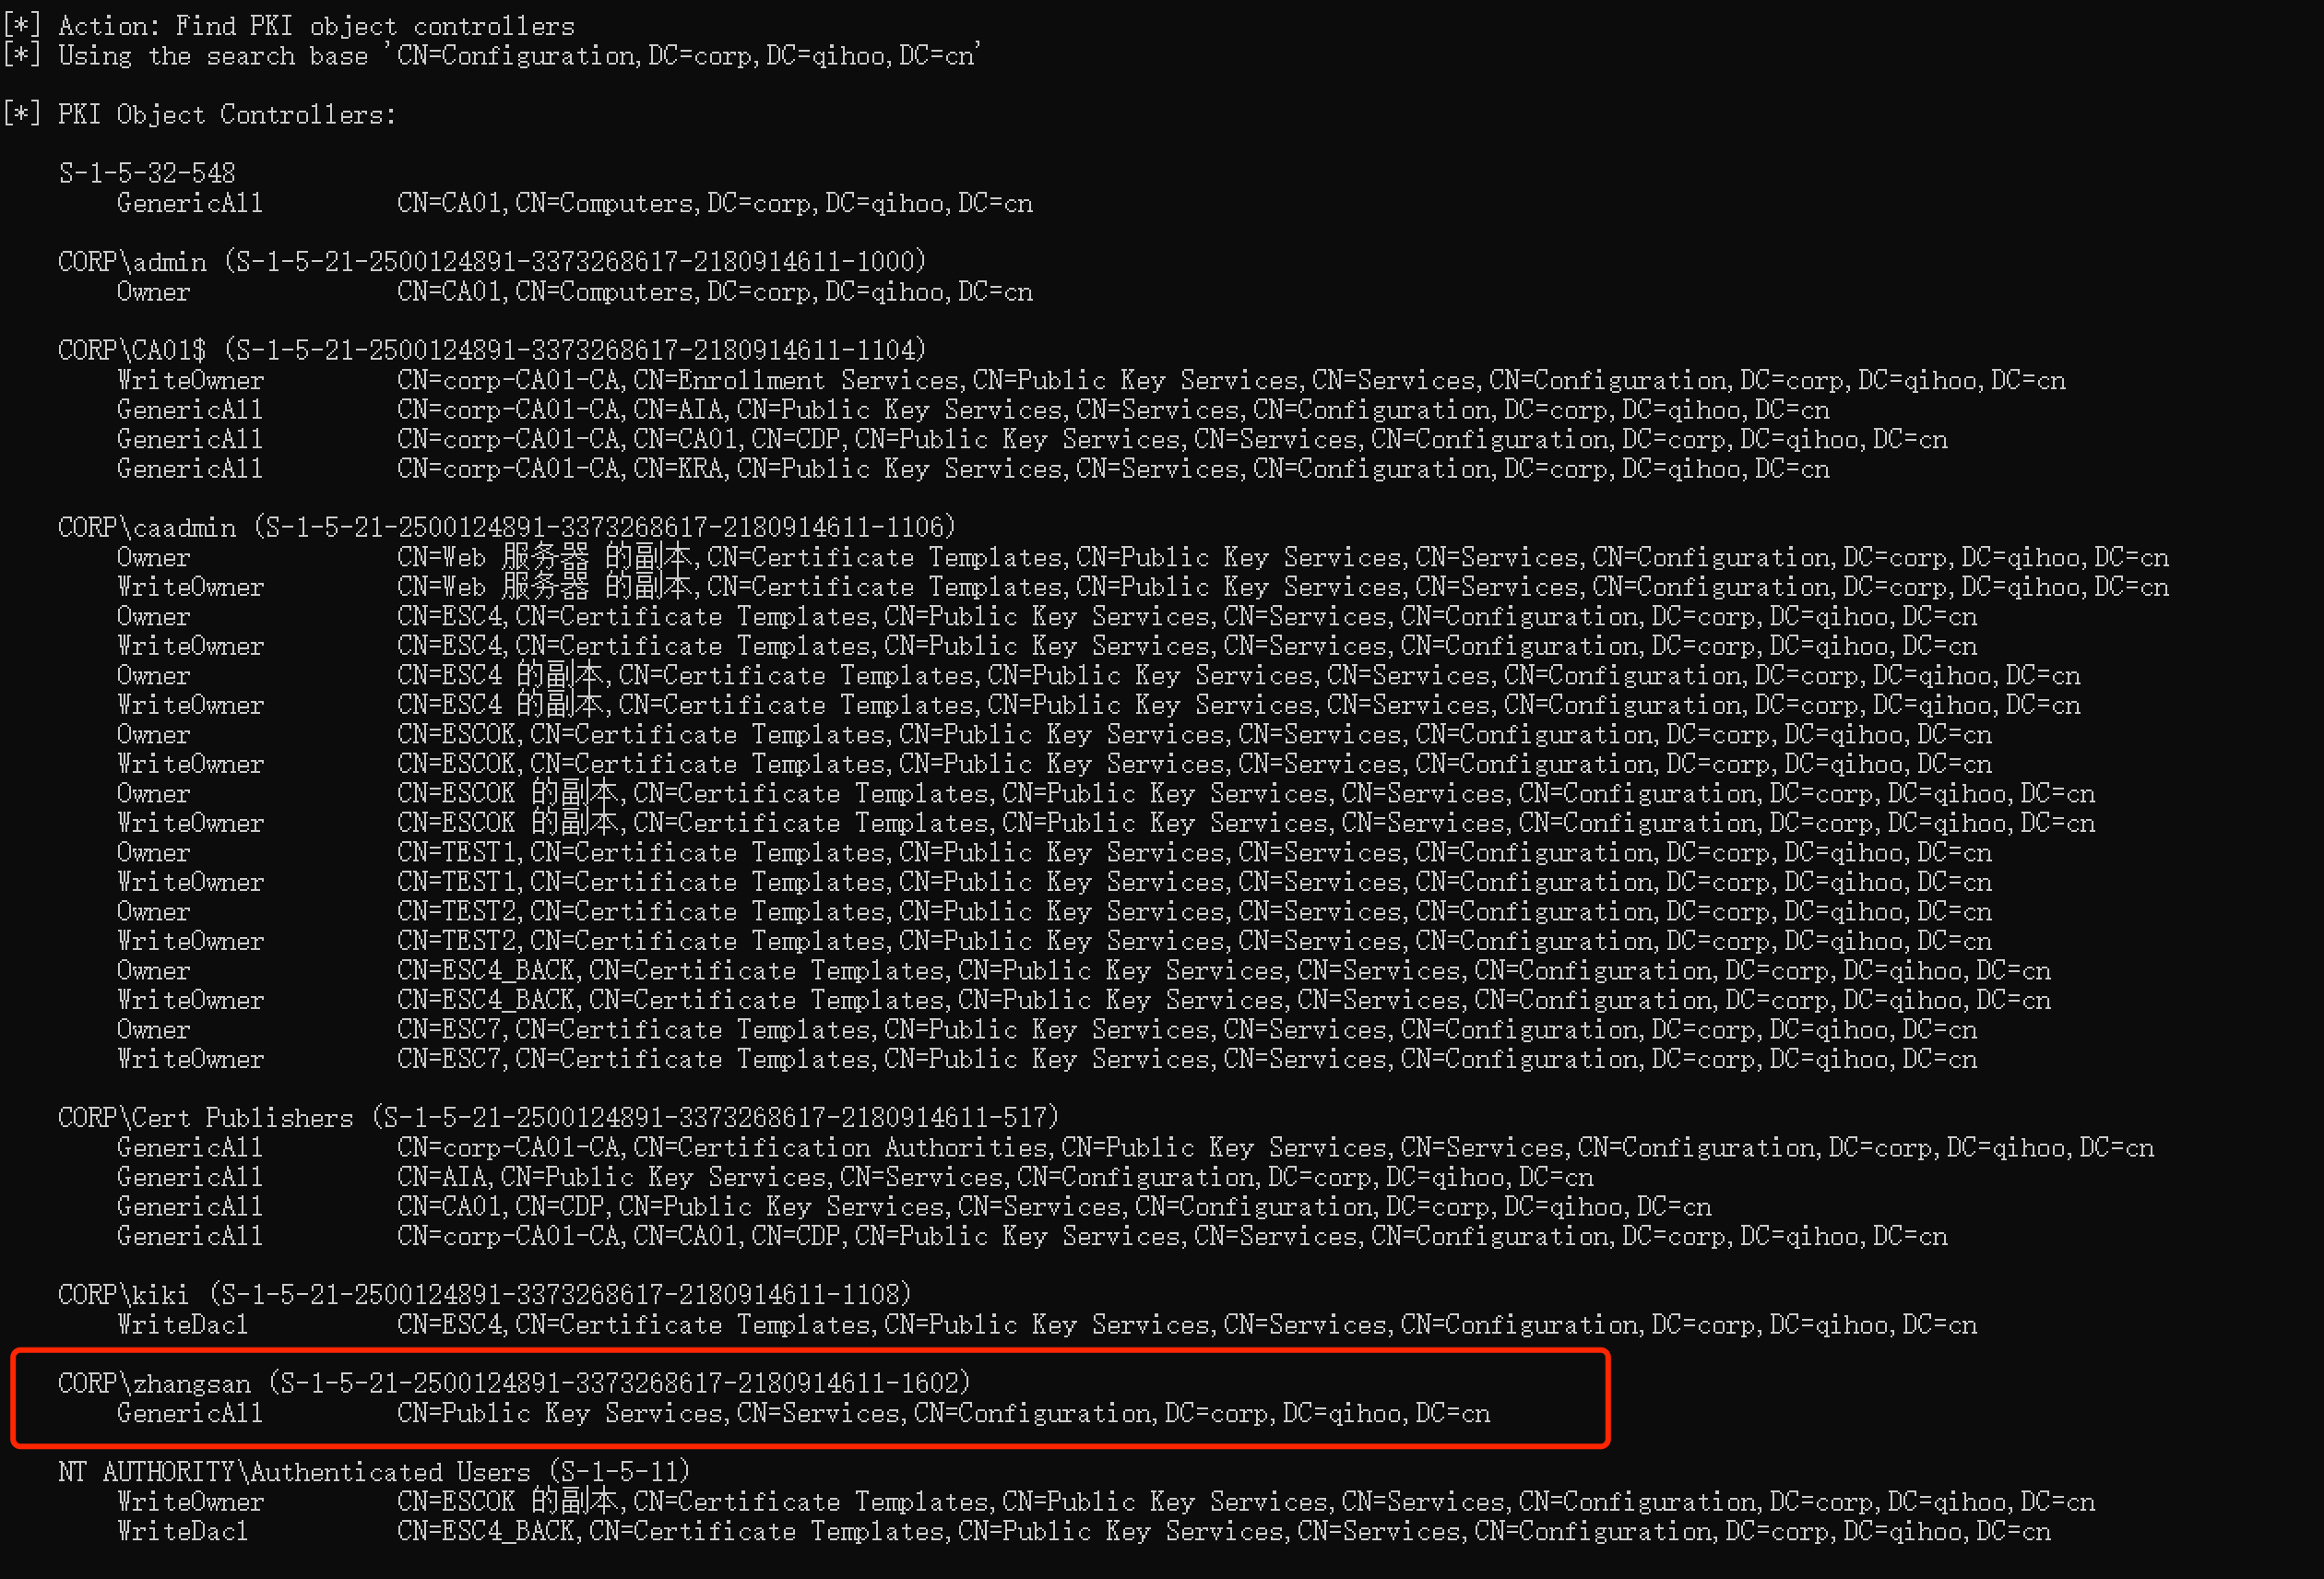 [*] Action: Find PKI object controllers
[*] Using the search base 'CN=Configuration,DC=corp,DC=qihoo,DC=cn'
[*] PKI Object Controllers:
S-1-5-32-548
GenericAll CN=CA01,CN=Computers,DC=corp,DC=qihoo,DC=cn
CORP\admin (S-1-5-21-2500124891-3373268617-2180914611-1000)
Owner CN=CA01,CN=Computers,DC=corp,DC=qihoo,DC=cn
CORP\CA01$ (S-1-5-21-2500124891-3373268617-2180914611-1104)
WriteOwner CN=corp-CA01-CA,CN=Enrollment Services,CN=Public Key Services,CN=Services,CN=Configuration,DC=corp,DC=qihoo,DC=cn
GenericAll CN=corp-CA01-CA,CN=AIA,CN=Public Key Services,CN=Services,CN=Configuration,DC=corp,DC=qihoo,DC=cn
GenericAll CN=corp-CA01-CA,CN=CA01,CN=CDP,CN=Public Key Services,CN=Services,CN=Configuration,DC=corp,DC=qihoo,DC=cn
GenericAll CN=corp-CA01-CA,CN=KRA,CN=Public Key Services,CN=Services,CN=Configuration,DC=corp,DC=qihoo,DC=cn
CORP\caadmin (S-1-5-21-2500124891-3373268617-2180914611-1106)
Owner CN=Web 服务器 的副本,CN=Certificate Templates,CN=Public Key Services,CN=Services,CN=Configuration,DC=corp,DC=qihoo,DC=cn
WriteOwner CN=Web 服务器 的副本,CN=Certificate Templates,CN=Public Key Services,CN=Services,CN=Configuration,DC=corp,DC=qihoo,DC=cn
Owner CN=ESC4,CN=Certificate Templates,CN=Public Key Services,CN=Services,CN=Configuration,DC=corp,DC=qihoo,DC=cn
WriteOwner CN=ESC4,CN=Certificate Templates,CN=Public Key Services,CN=Services,CN=Configuration,DC=corp,DC=qihoo,DC=cn
Owner CN=ESC4 的副本,CN=Certificate Templates,CN=Public Key Services,CN=Services,CN=Configuration,DC=corp,DC=qihoo,DC=cn
WriteOwner CN=ESC4 的副本,CN=Certificate Templates,CN=Public Key Services,CN=Services,CN=Configuration,DC=corp,DC=qihoo,DC=cn
Owner CN=ESCOK,CN=Certificate Templates,CN=Public Key Services,CN=Services,CN=Configuration,DC=corp,DC=qihoo,DC=cn
WriteOwner CN=ESCOK,CN=Certificate Templates,CN=Public Key Services,CN=Services,CN=Configuration,DC=corp,DC=qihoo,DC=cn
Owner CN=ESCOK 的副本,CN=Certificate Templates,CN=Public Key Services,CN=Services,CN=Configuration,DC=corp,DC=qihoo,DC=cn
WriteOwner CN=ESCOK 的副本,CN=Certificate Templates,CN=Public Key Services,CN=Services,CN=Configuration,DC=corp,DC=qihoo,DC=cn
Owner CN=TEST1,CN=Certificate Templates,CN=Public Key Services,CN=Services,CN=Configuration,DC=corp,DC=qihoo,DC=cn
WriteOwner CN=TEST1,CN=Certificate Templates,CN=Public Key Services,CN=Services,CN=Configuration,DC=corp,DC=qihoo,DC=cn
Owner CN=TEST2,CN=Certificate Templates,CN=Public Key Services,CN=Services,CN=Configuration,DC=corp,DC=qihoo,DC=cn
WriteOwner CN=TEST2,CN=Certificate Templates,CN=Public Key Services,CN=Services,CN=Configuration,DC=corp,DC=qihoo,DC=cn
Owner CN=ESC4_BACK,CN=Certificate Templates,CN=Public Key Services,CN=Services,CN=Configuration,DC=corp,DC=qihoo,DC=cn
WriteOwner CN=ESC4_BACK,CN=Certificate Templates,CN=Public Key Services,CN=Services,CN=Configuration,DC=corp,DC=qihoo,DC=cn
Owner CN=ESC7,CN=Certificate Templates,CN=Public Key Services,CN=Services,CN=Configuration,DC=corp,DC=qihoo,DC=cn
WriteOwner CN=ESC7,CN=Certificate Templates,CN=Public Key Services,CN=Services,CN=Configuration,DC=corp,DC=qihoo,DC=cn
CORP\Cert Publishers (S-1-5-21-2500124891-3373268617-2180914611-517)
GenericAll CN=corp-CA01-CA,CN=Certification Authorities,CN=Public Key Services,CN=Services,CN=Configuration,DC=corp,DC=qihoo,DC=cn
GenericAll CN=AIA,CN=Public Key Services,CN=Services,CN=Configuration,DC=corp,DC=qihoo,DC=cn
GenericAll CN=CA01,CN=CDP,CN=Public Key Services,CN=Services,CN=Configuration,DC=corp,DC=qihoo,DC=cn
GenericAll CN=corp-CA01-CA,CN=CA01,CN=CDP,CN=Public Key Services,CN=Services,CN=Configuration,DC=corp,DC=qihoo,DC=cn
CORP\kiki (S-1-5-21-2500124891-3373268617-2180914611-1108)
WriteDacl CN=ESC4,CN=Certificate Templates,CN=Public Key Services,CN=Services,CN=Configuration,DC=corp,DC=qihoo,DC=cn
CORP\zhangsan (S-1-5-21-2500124891-3373268617-2180914611-1602)
GenericAll CN=Public Key Services,CN=Services,CN=Configuration,DC=corp,DC=qihoo,DC=cn
NT AUTHORITY\Authenticated Users (S-1-5-11)
WriteOwner CN=ESCOK 的副本,CN=Certificate Templates,CN=Public Key Services,CN=Services,CN=Configuration,DC=corp,DC=qihoo,DC=cn
WriteDacl CN=ESC4_BACK,CN=Certificate Templates,CN=Public Key Services,CN=Services,CN=Configuration,DC=corp,DC=qihoo,DC=cn